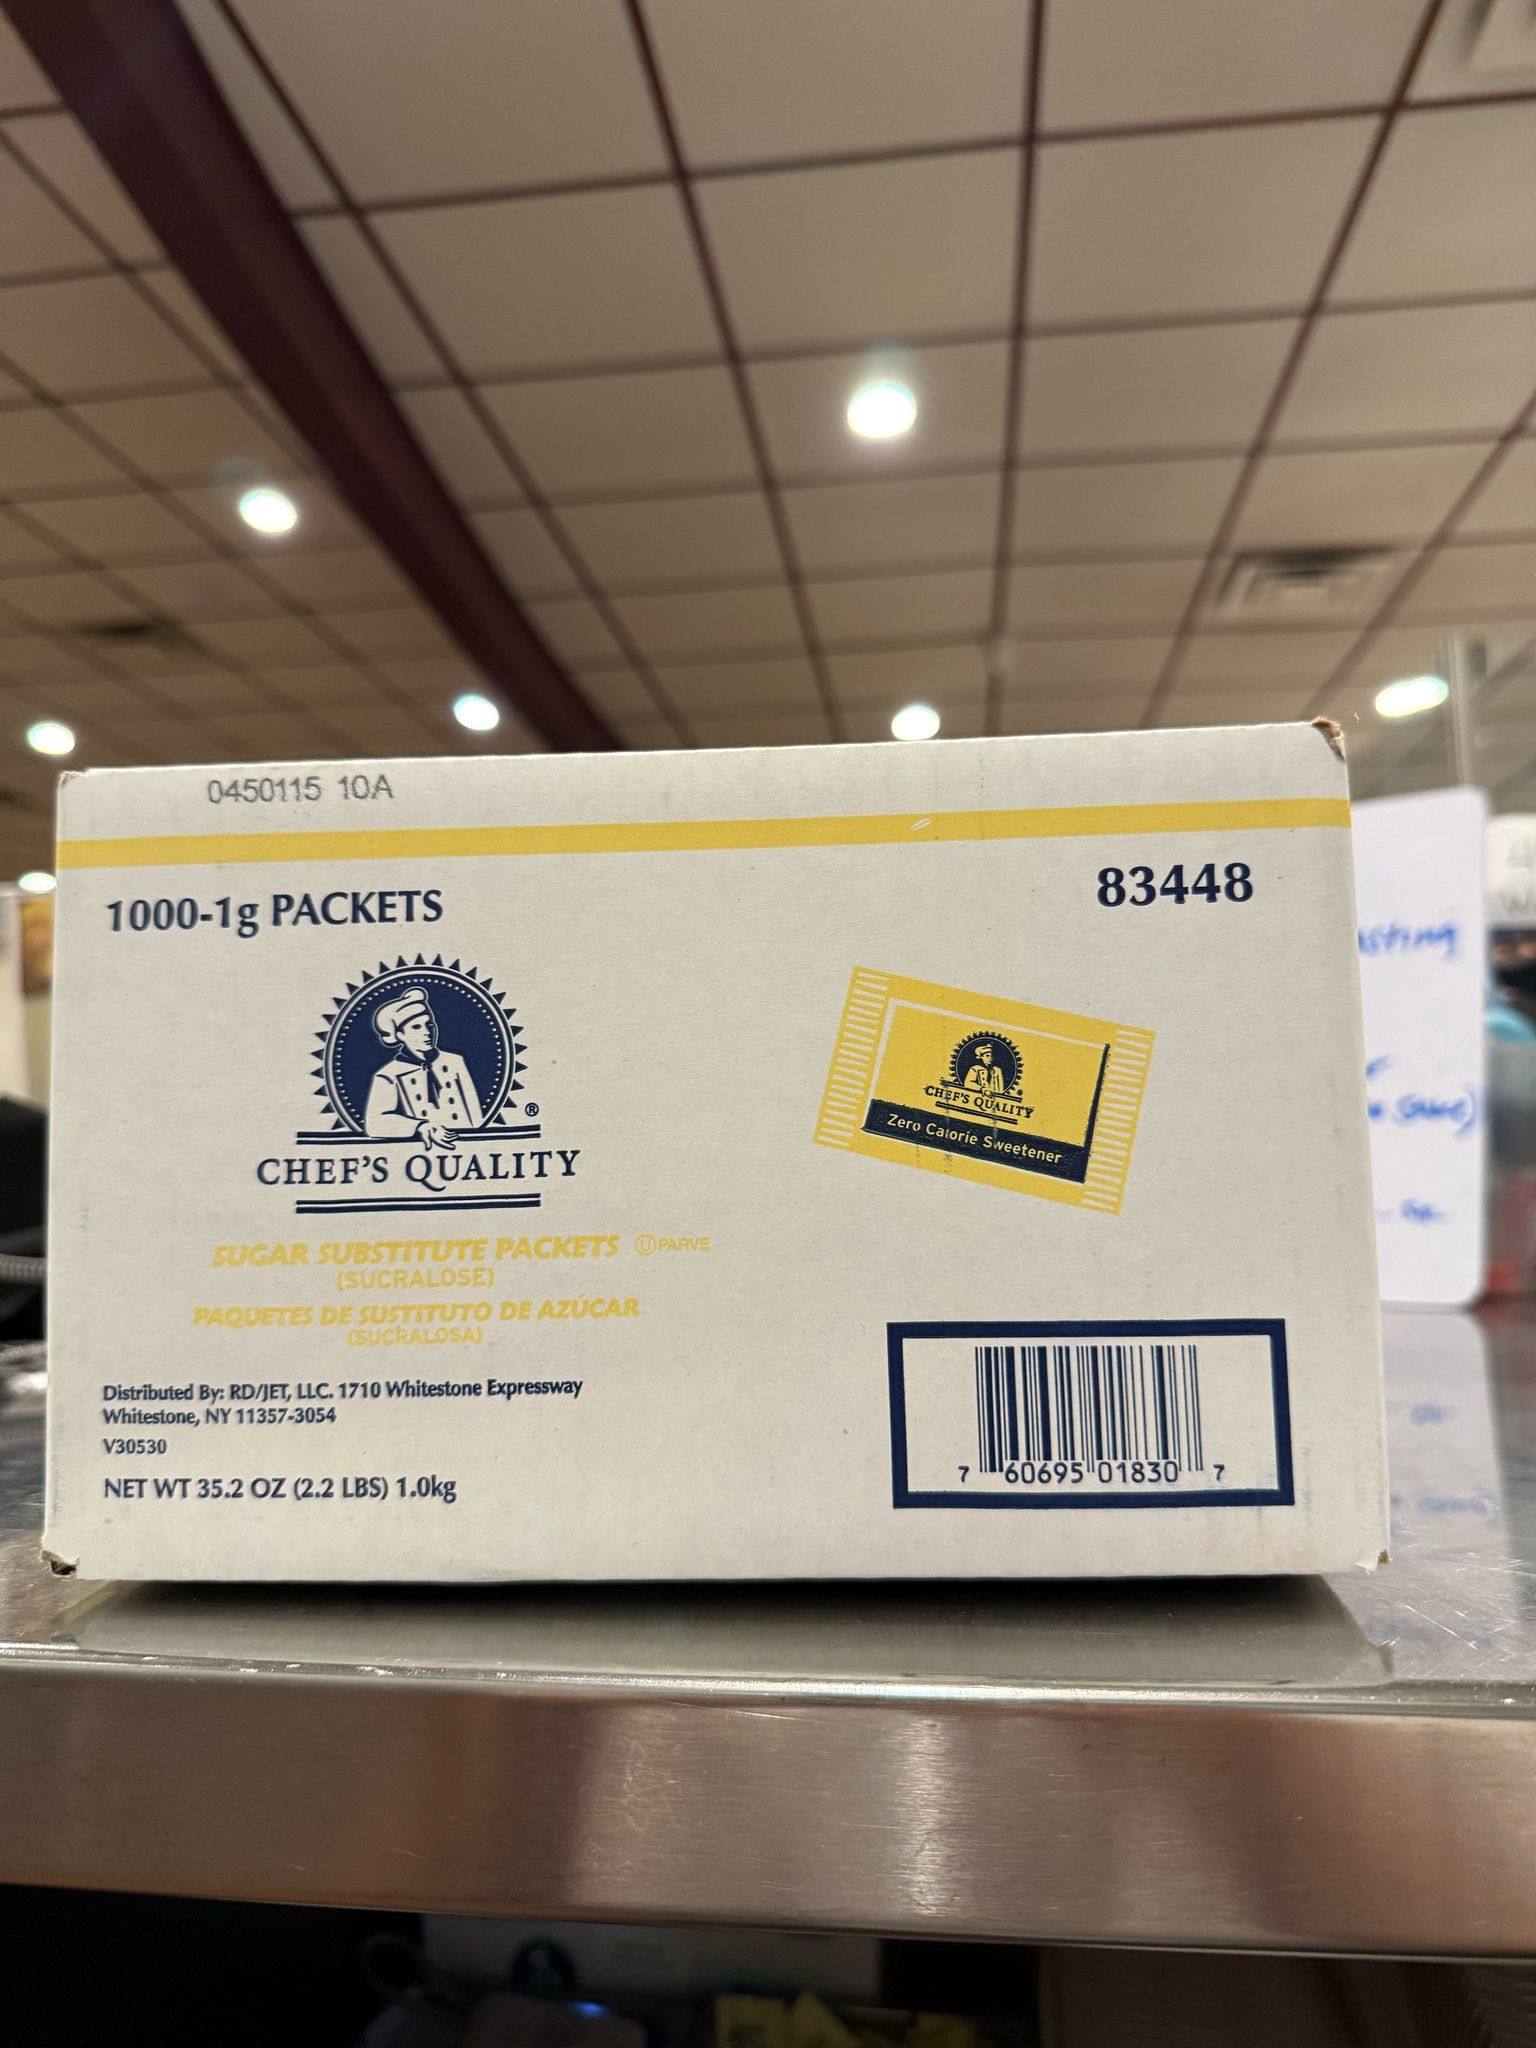 0450115 10A
1000-1g PACKETS
83448
CHEF'S QUALITY
®
CHEF'S QUALITY
Zero Calorie Sweetener
SUGAR SUBSTITUTE PACKETS Ⓤ PARVE
(SUCRALOSE)
PAQUETES DE SUSTITUTO DE AZÚCAR
(SUCRALOSA)
Distributed By: RD/JET, LLC. 1710 Whitestone Expressway
Whitestone, NY 11357-3054
V30530
NET WT 35.2 OZ (2.2 LBS) 1.0kg
7 60695 01830 7